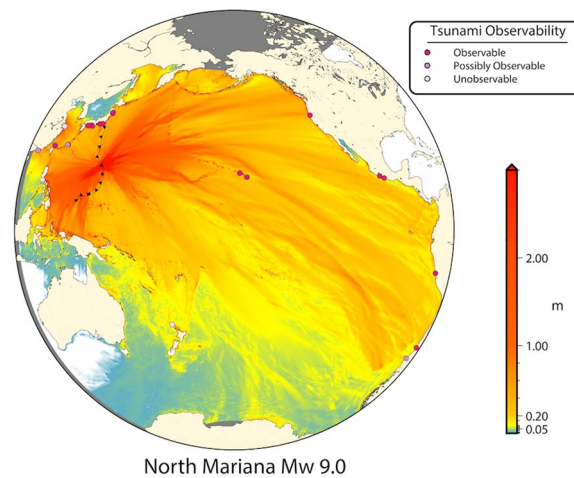 Tsunami Observability
Observable
Possibly Observable
Unobservable
2.00
m
1.00
0.20
0.05
North Mariana Mw 9.0